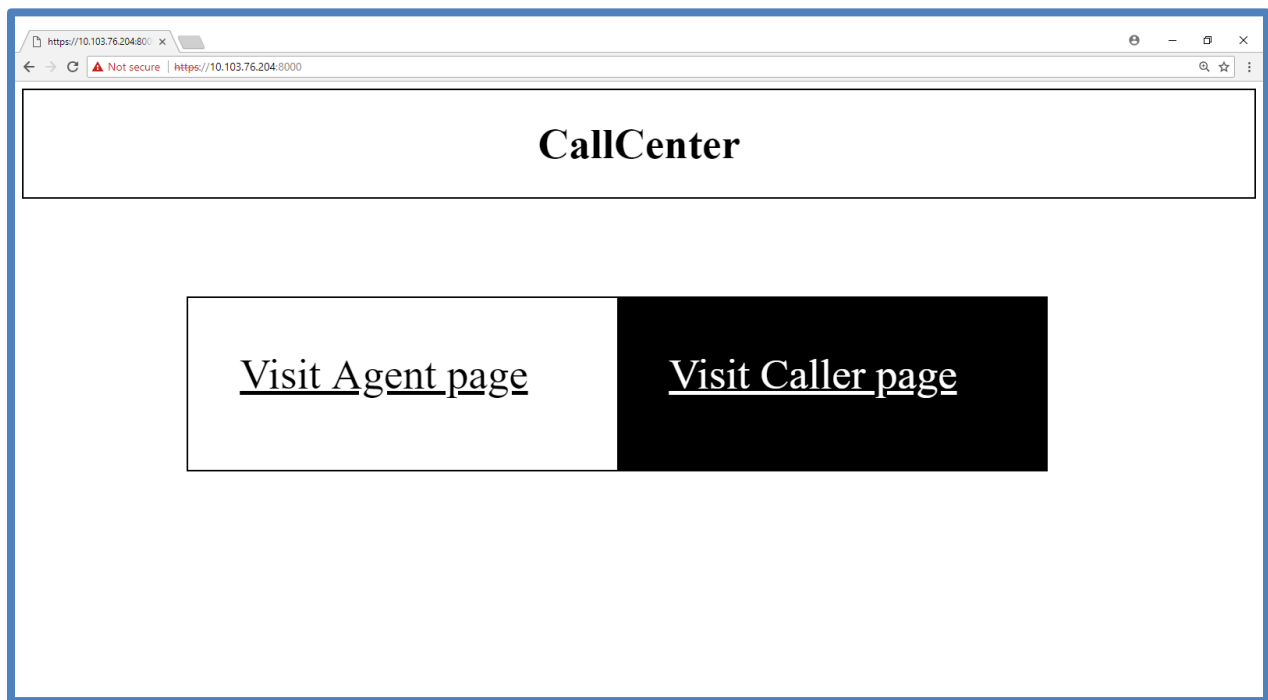 https://10.103.76.204:800
Not secure | https://10.103.76.204:8000
CallCenter
Visit Agent page
Visit Caller page